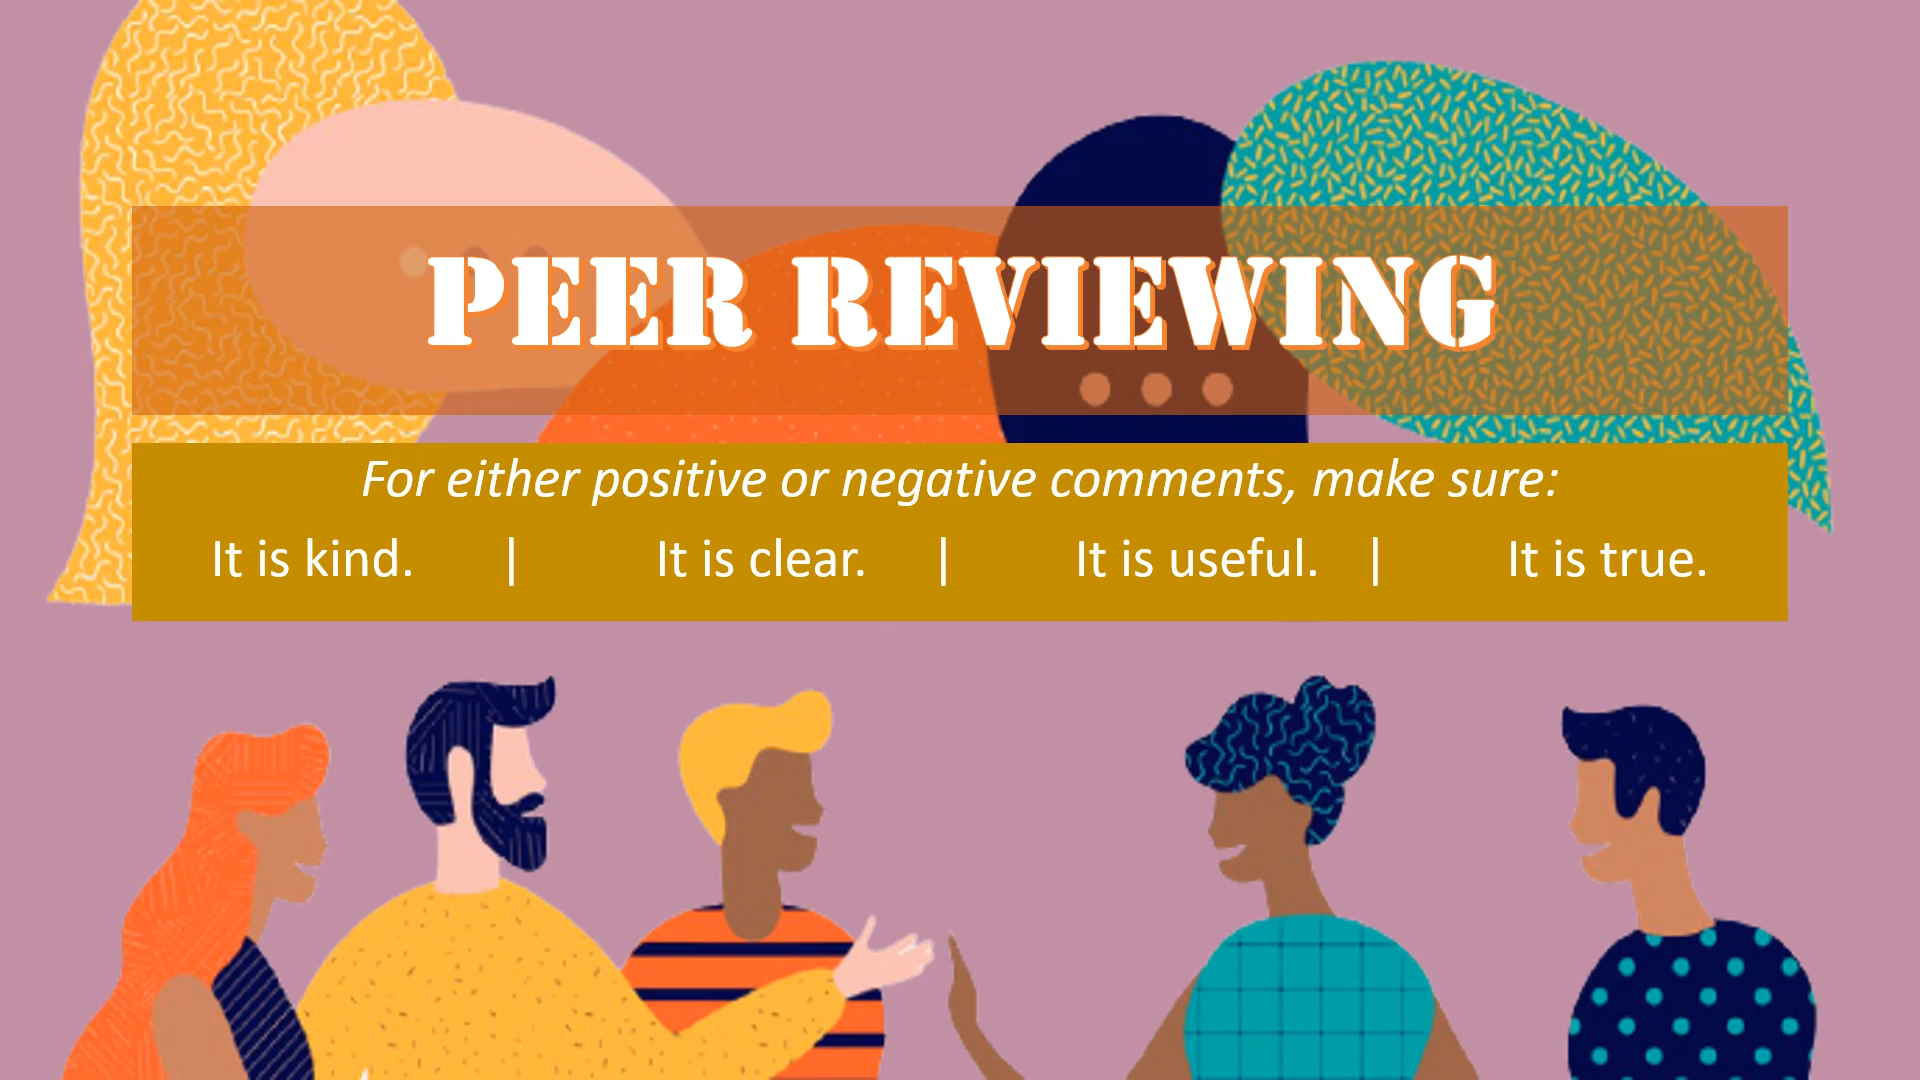 PEER REVIEWING
For either positive or negative comments, make sure:
It is kind. | It is clear. | It is useful. | It is true.